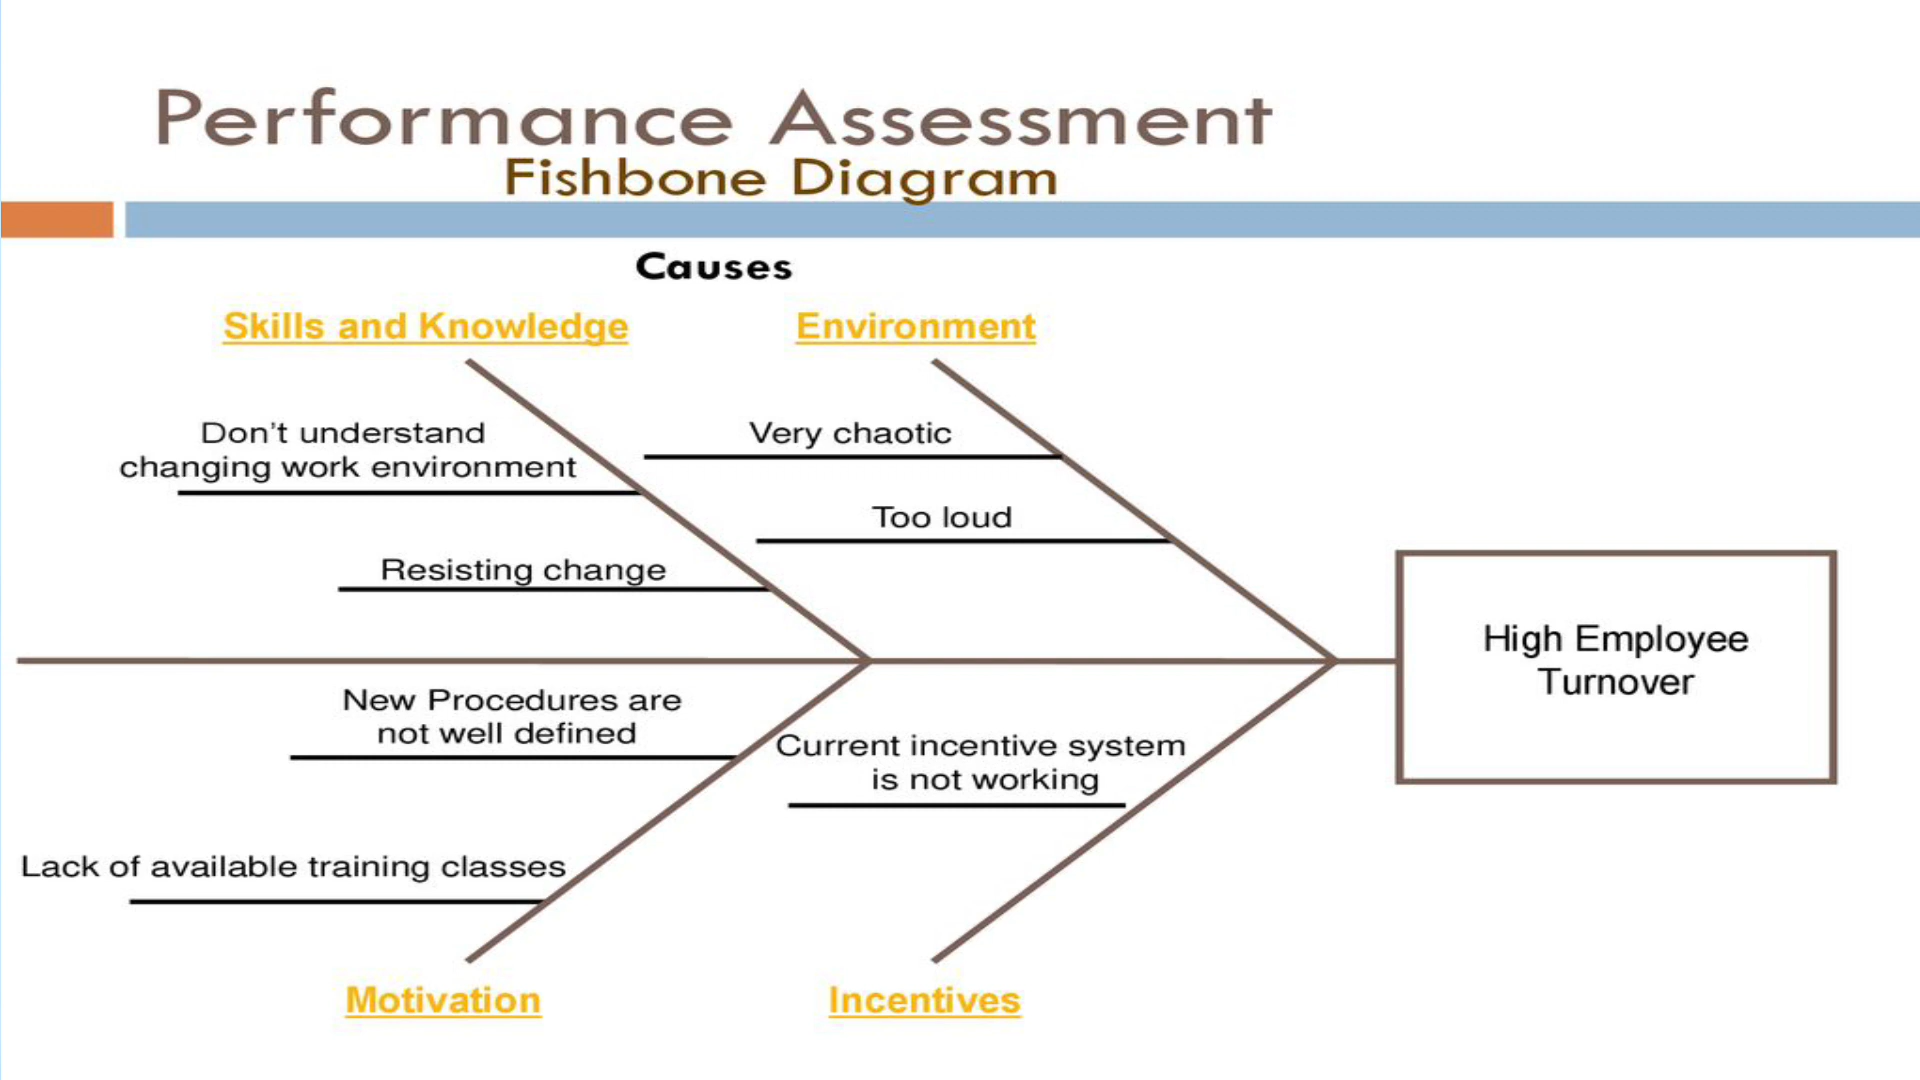 Performance Assessment
Fishbone Diagram
Causes
Skills and Knowledge
Environment
Don't understand
changing work environment
Very chaotic
Too loud
Resisting change
High Employee
Turnover
New Procedures are
not well defined
Current incentive system
is not working
Lack of available training classes
Motivation
Incentives